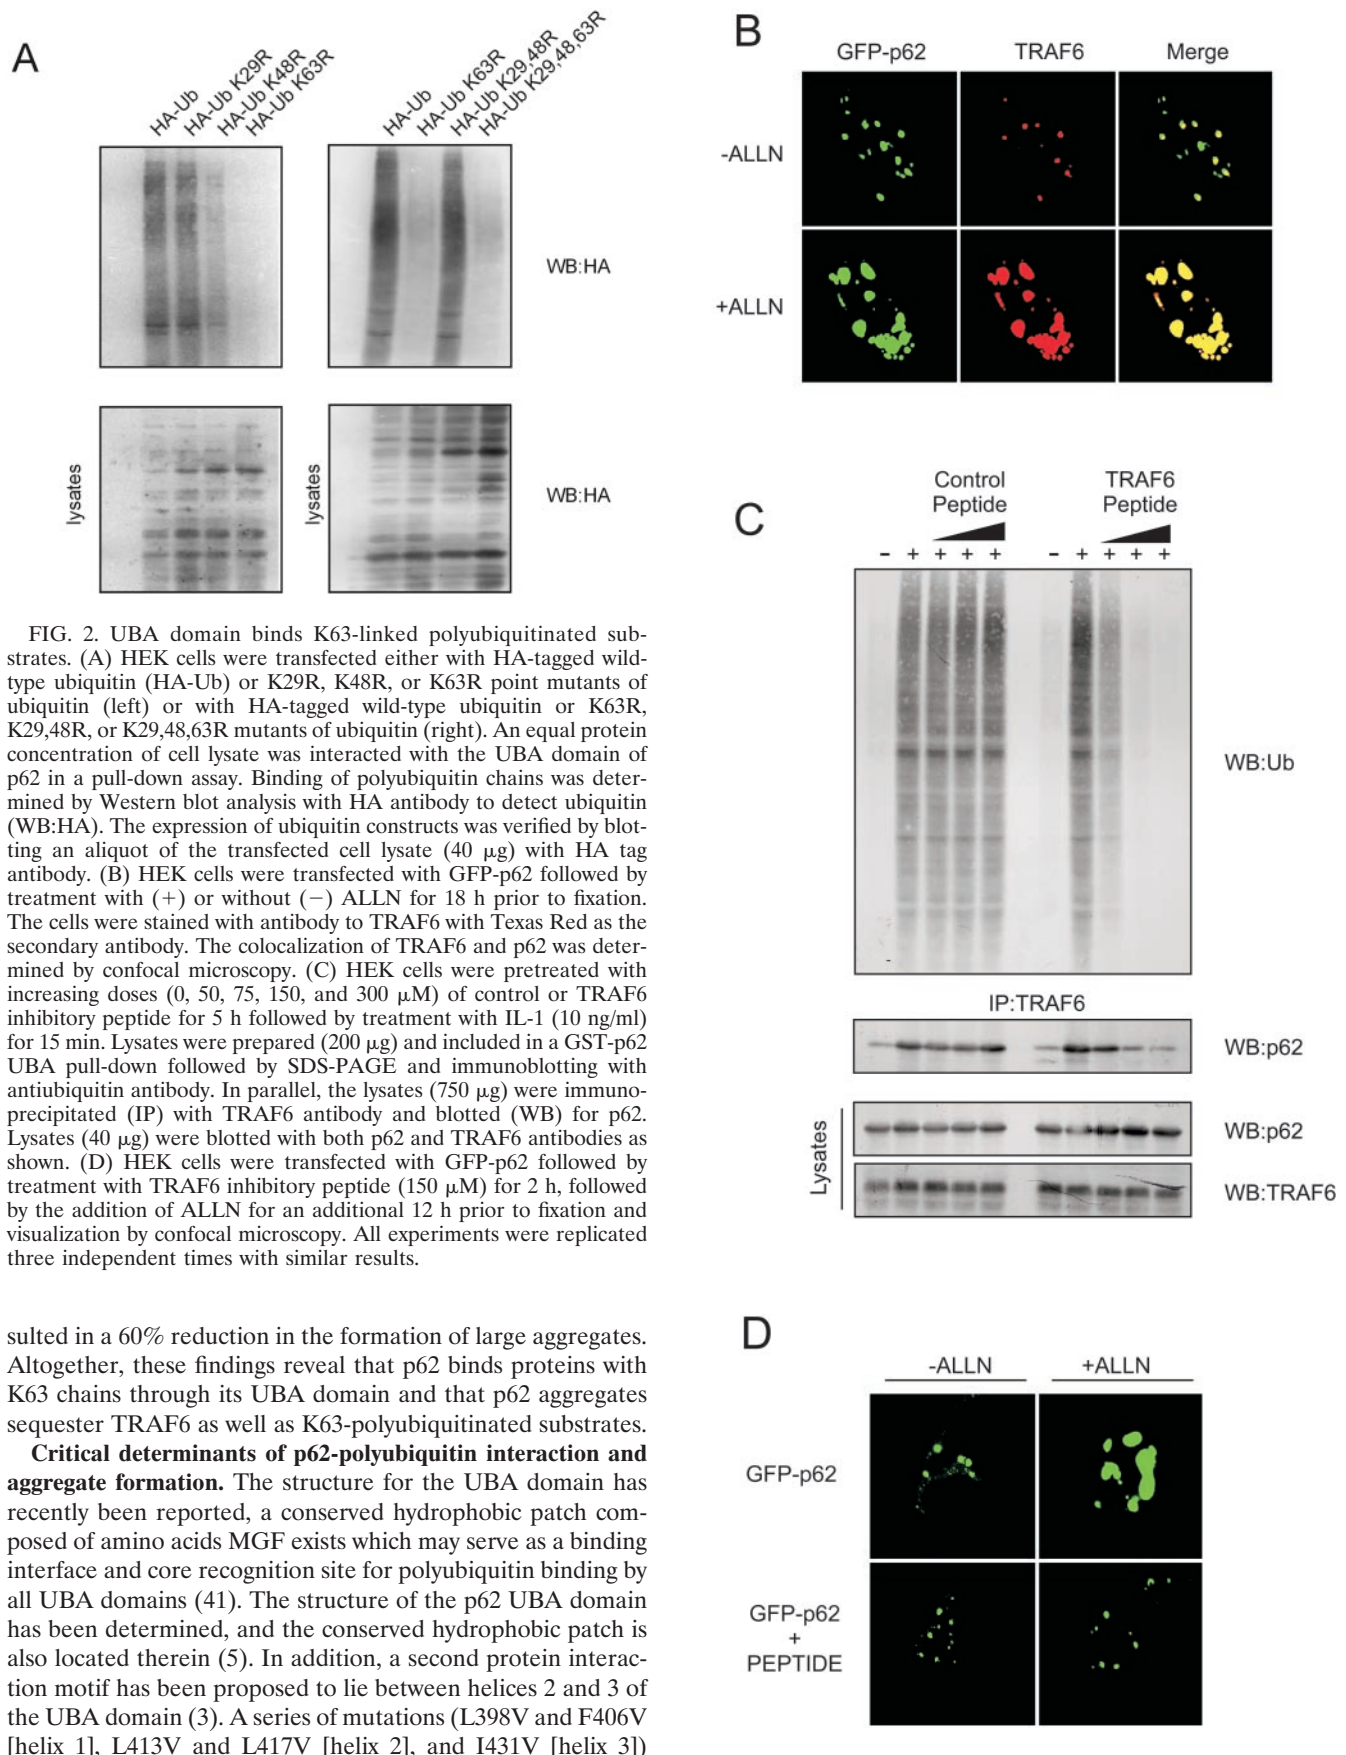 A
HA-Ub
HA-Ub K29R
HA-Ub K48R
HA-Ub K63R
HA-Ub
HA-Ub K63R
HA-Ub K29,48R
HA-Ub K29,48,63R
WB:HA
lysates
lysates
WB:HA
FIG. 2. UBA domain binds K63-linked polyubiquitinated sub-
strates. (A) HEK cells were transfected either with HA-tagged wild-
type ubiquitin (HA-Ub) or K29R, K48R, or K63R point mutants of
ubiquitin (left) or with HA-tagged wild-type ubiquitin or K63R,
K29,48R, or K29,48,63R mutants of ubiquitin (right). An equal protein
concentration of cell lysate was interacted with the UBA domain of
p62 in a pull-down assay. Binding of polyubiquitin chains was deter-
mined by Western blot analysis with HA antibody to detect ubiquitin
(WB:HA). The expression of ubiquitin constructs was verified by blot-
ting an aliquot of the transfected cell lysate (40 μg) with HA tag
antibody. (B) HEK cells were transfected with GFP-p62 followed by
treatment with (+) or without (−) ALLN for 18 h prior to fixation.
The cells were stained with antibody to TRAF6 with Texas Red as the
secondary antibody. The colocalization of TRAF6 and p62 was deter-
mined by confocal microscopy. (C) HEK cells were pretreated with
increasing doses (0, 50, 75, 150, and 300 μM) of control or TRAF6
inhibitory peptide for 5 h followed by treatment with IL-1 (10 ng/ml)
for 15 min. Lysates were prepared (200 μg) and included in a GST-p62
UBA pull-down followed by SDS-PAGE and immunoblotting with
antiubiquitin antibody. In parallel, the lysates (750 μg) were immuno-
precipitated (IP) with TRAF6 antibody and blotted (WB) for p62.
Lysates (40 μg) were blotted with both p62 and TRAF6 antibodies as
shown. (D) HEK cells were transfected with GFP-p62 followed by
treatment with TRAF6 inhibitory peptide (150 μM) for 2 h, followed
by the addition of ALLN for an additional 12 h prior to fixation and
visualization by confocal microscopy. All experiments were replicated
three independent times with similar results.
sulted in a 60% reduction in the formation of large aggregates.
Altogether, these findings reveal that p62 binds proteins with
K63 chains through its UBA domain and that p62 aggregates
sequester TRAF6 as well as K63-polyubiquitinated substrates.
Critical determinants of p62-polyubiquitin interaction and
aggregate formation. The structure for the UBA domain has
recently been reported, a conserved hydrophobic patch com-
posed of amino acids MGF exists which may serve as a binding
interface and core recognition site for polyubiquitin binding by
all UBA domains (41). The structure of the p62 UBA domain
has been determined, and the conserved hydrophobic patch is
also located therein (5). In addition, a second protein interac-
tion motif has been proposed to lie between helices 2 and 3 of
the UBA domain (3). A series of mutations (L398V and F406V
[helix 1], L413V and L417V [helix 2], and I431V [helix 3])
B
GFP-p62 TRAF6 Merge
-ALLN
+ALLN
C
Control Peptide
TRAF6 Peptide
- + + + + - + + + +
WB:Ub
IP:TRAF6
WB:p62
Lysates
WB:p62
WB:TRAF6
D
-ALLN +ALLN
GFP-p62
GFP-p62
+
PEPTIDE